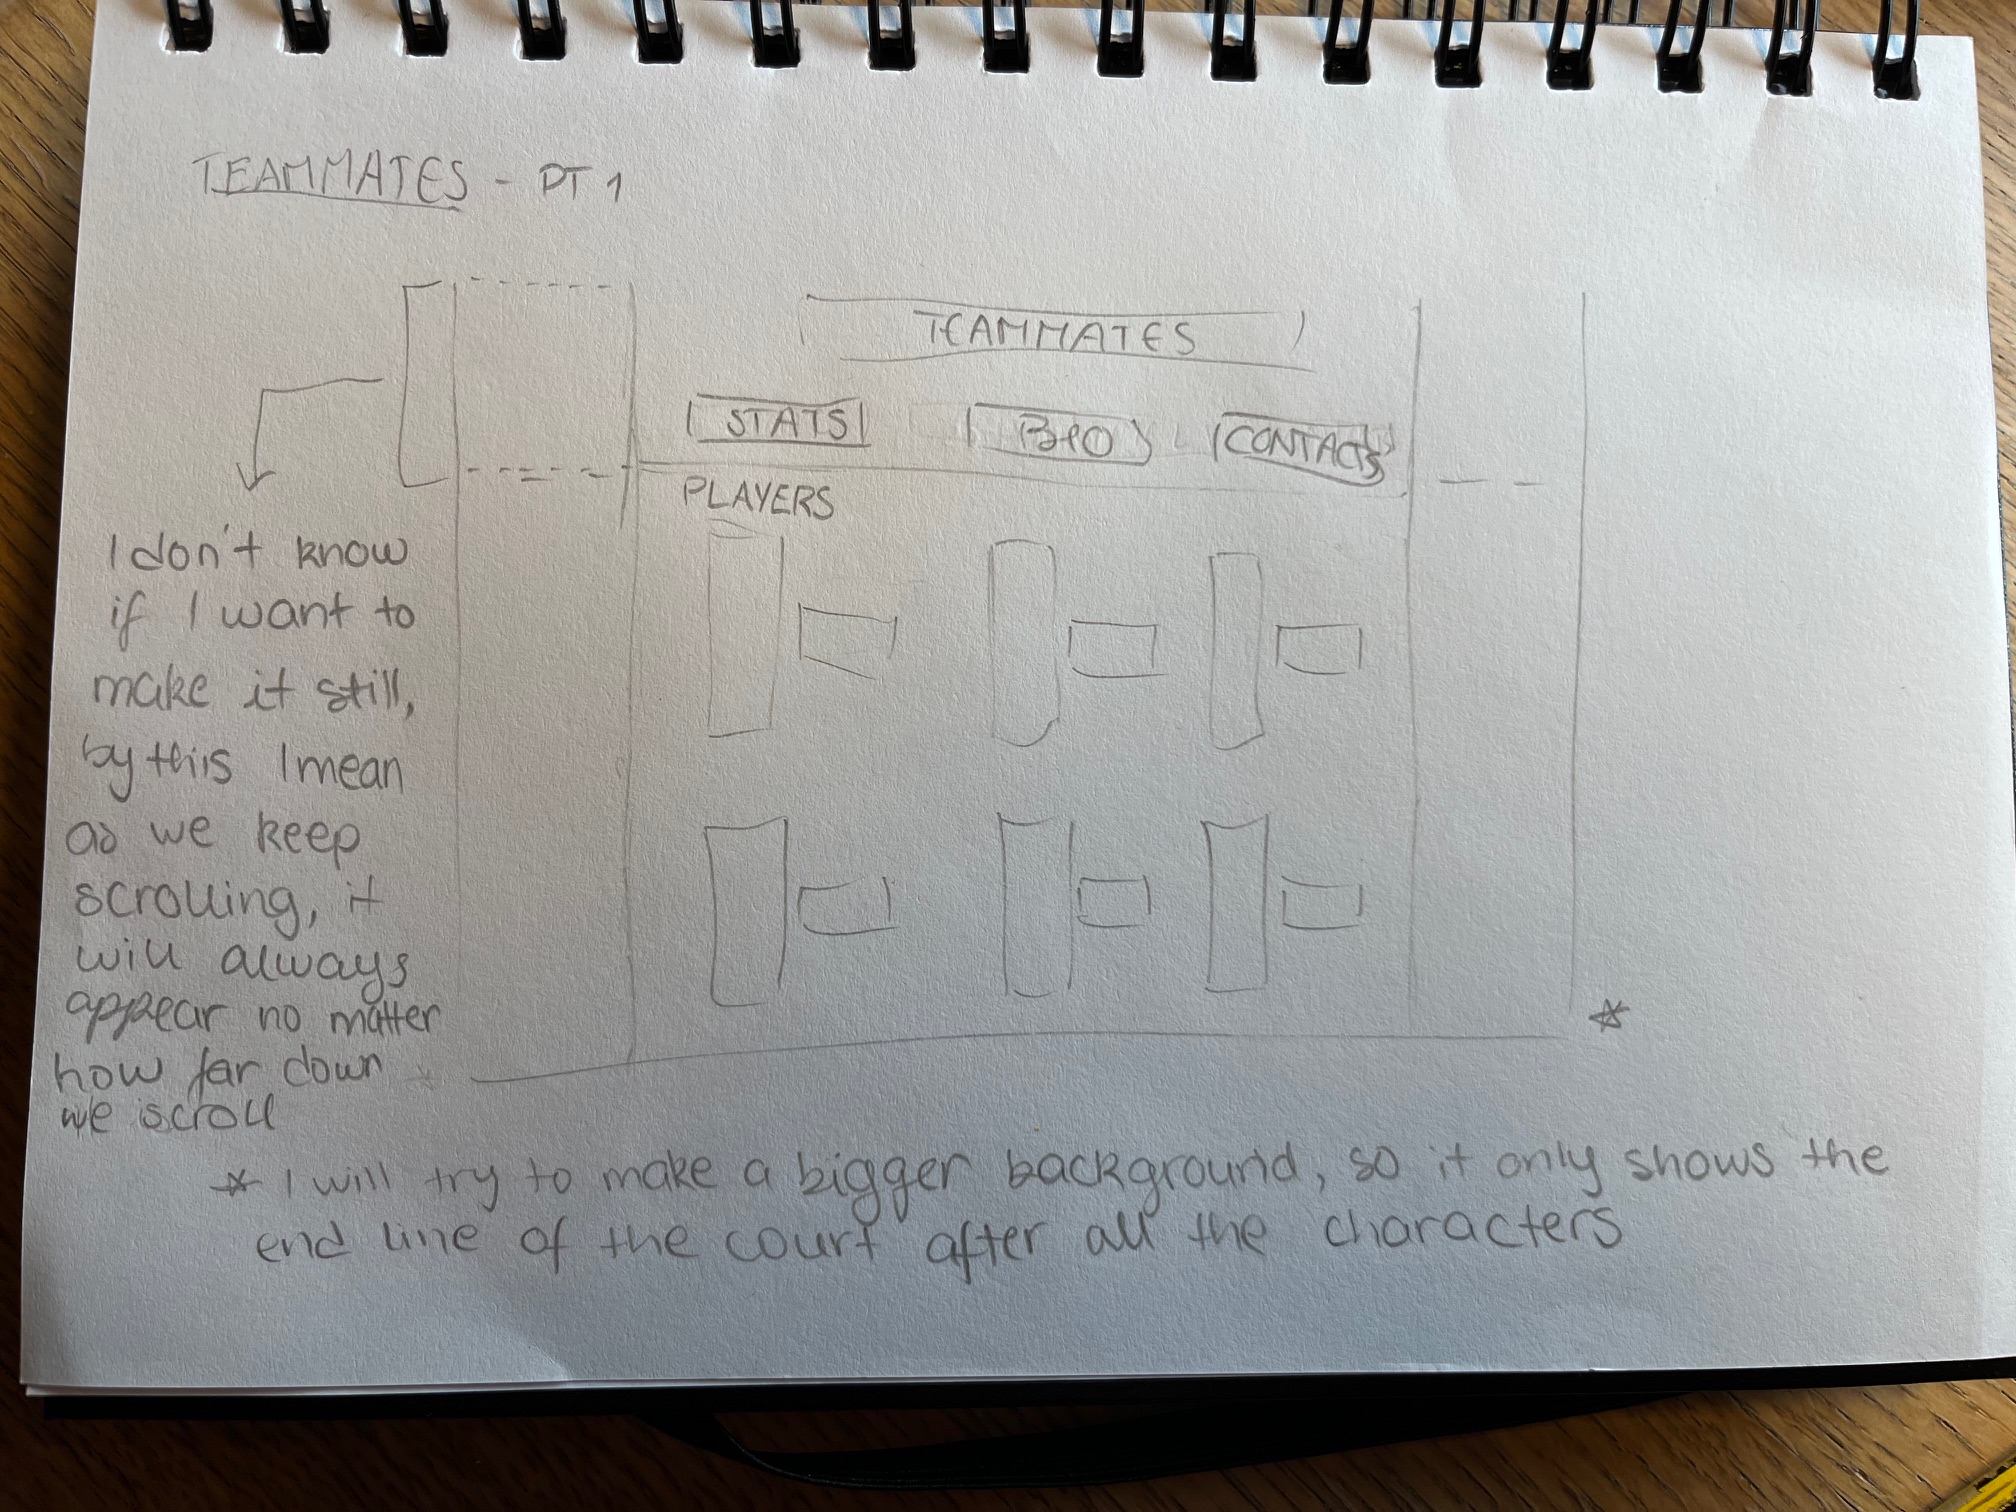 TEAMMATES - PT 1
TEAMMATES
STATS
BIO
CONTACTS
PLAYERS
I don't know
if I want to
make it still,
by this I mean
as we keep
scrolling, it
will always
appear no matter
how far down
we scroll
* I will try to make a bigger background, so it only shows the
end line of the court after all the characters